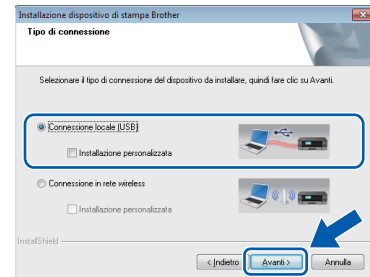 Installazione dispositivo di stampa Brother
Tipo di connessione
Selezionare il tipo di connessione del dispositivo da installare, quindi fare clic su Avanti.
Connessione locale (USB)
Installazione personalizzata
Connessione in rete wireless
Installazione personalizzata
InstallShield
< Indietro Avanti > Annulla